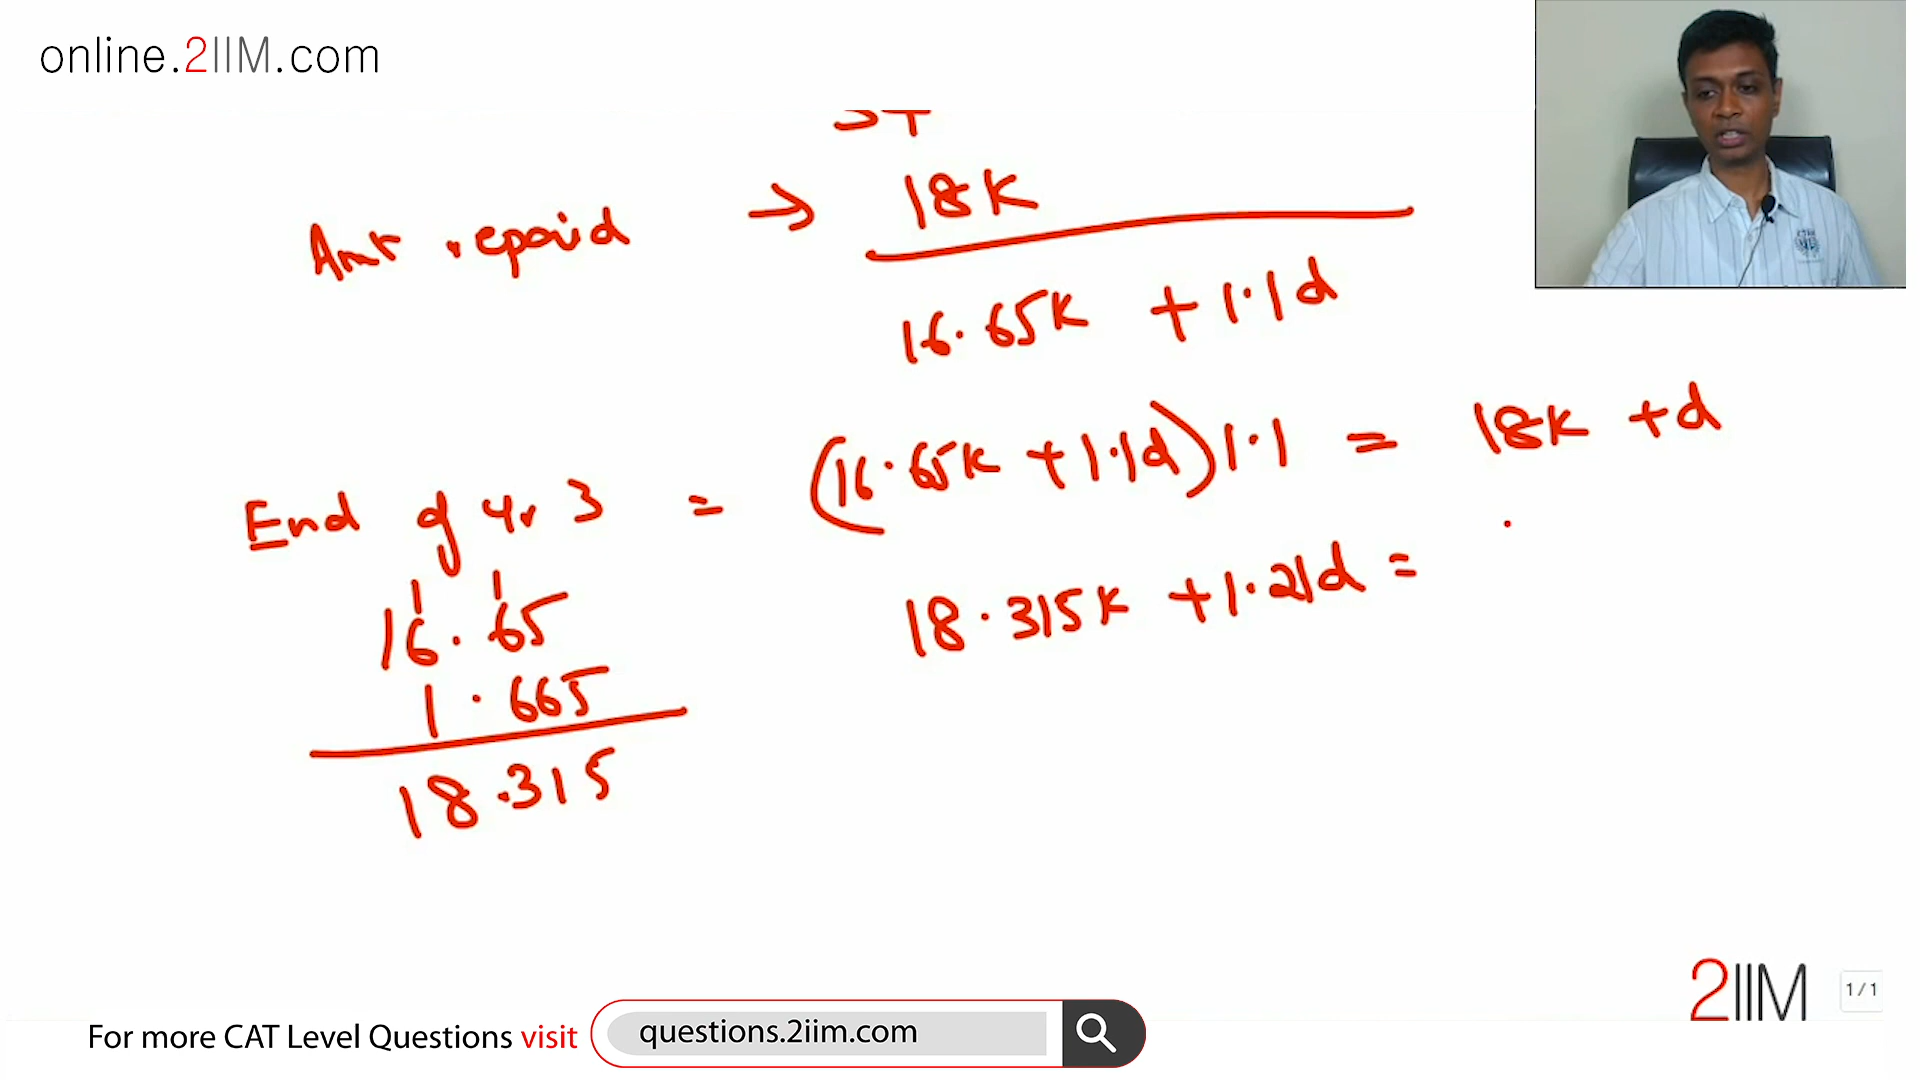 online.2IIM.com
18K
Amt repaid →
16.65K + 1.1d
(16.65K + 1.1d)1.1 = 18K + d
End of yr 3 =
18.315K + 1.21d =
1 1
16.65
1.665
18.315
2IIM
1/1
For more CAT Level Questions visit questions.2iim.com